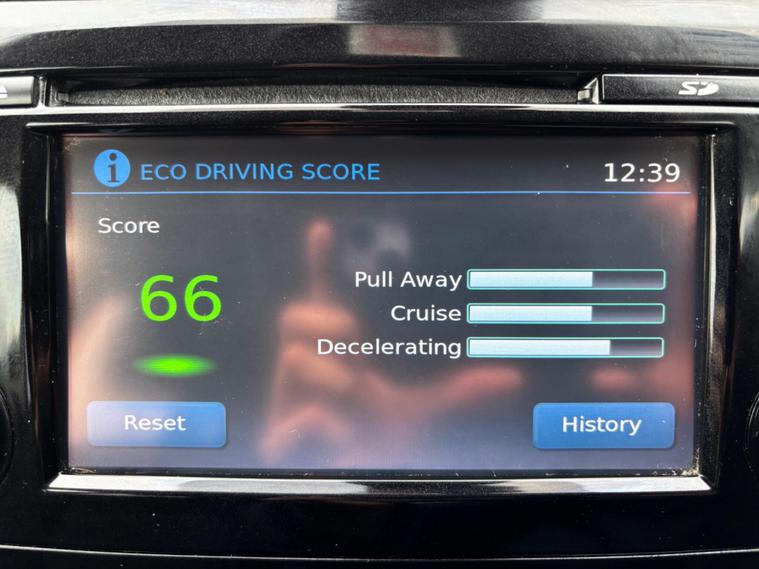 SD
ECO DRIVING SCORE
12:39
Score
66
Pull Away
Cruise
Decelerating
Reset
History